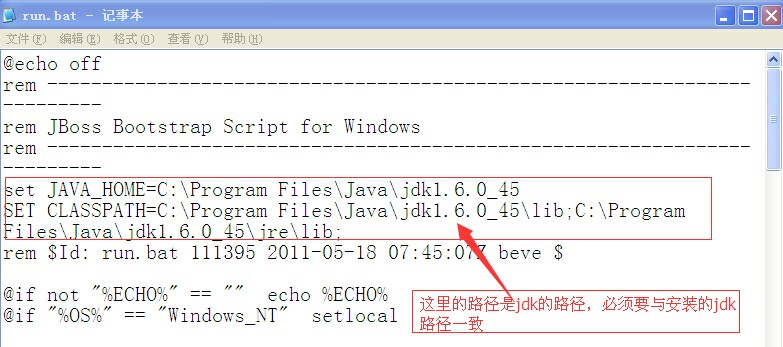 run.bat - 记事本
文件(F) 编辑(E) 格式(O) 查看(V) 帮助(H)
@echo off
rem ------------------------------------------------------------------
---------
rem JBoss Bootstrap Script for Windows
rem ------------------------------------------------------------------
---------
set JAVA_HOME=C:\Program Files\Java\jdk1.6.0_45
SET CLASSPATH=C:\Program Files\Java\jdk1.6.0_45\lib;C:\Program
Files\Java\jdk1.6.0_45\jre\lib;
rem $Id: run.bat 111395 2011-05-18 07:45:07Z beve $
@if not "%ECHO%" == ""  echo %ECHO%
@if "%OS%" == "Windows_NT"  setlocal
这里的路径是jdk的路径，必须要与安装的jdk
路径一致